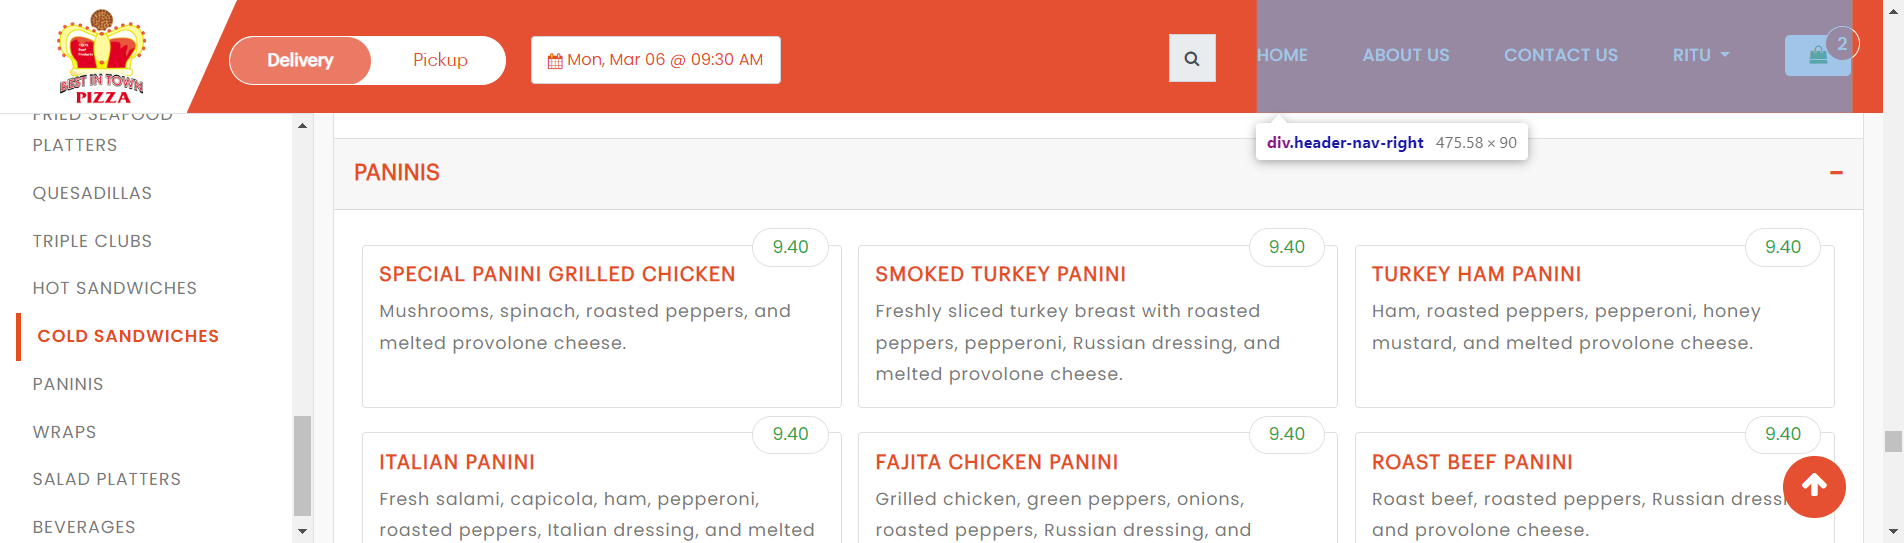 BEST IN TOWN
PIZZA
Delivery
Pickup
Mon, Mar 06 @ 09:30 AM
HOME
ABOUT US
CONTACT US
RITU
2
div.header-nav-right 475.58 × 90
FRIED SEAFOOD
PLATTERS
QUESADILLAS
TRIPLE CLUBS
HOT SANDWICHES
COLD SANDWICHES
PANINIS
WRAPS
SALAD PLATTERS
BEVERAGES
PANINIS
9.40
SPECIAL PANINI GRILLED CHICKEN
Mushrooms, spinach, roasted peppers, and
melted provolone cheese.
9.40
SMOKED TURKEY PANINI
Freshly sliced turkey breast with roasted
peppers, pepperoni, Russian dressing, and
melted provolone cheese.
9.40
TURKEY HAM PANINI
Ham, roasted peppers, pepperoni, honey
mustard, and melted provolone cheese.
9.40
ITALIAN PANINI
Fresh salami, capicola, ham, pepperoni,
roasted peppers, Italian dressing, and melted
9.40
FAJITA CHICKEN PANINI
Grilled chicken, green peppers, onions,
roasted peppers, Russian dressing, and
9.40
ROAST BEEF PANINI
Roast beef, roasted peppers, Russian dressi
and provolone cheese.